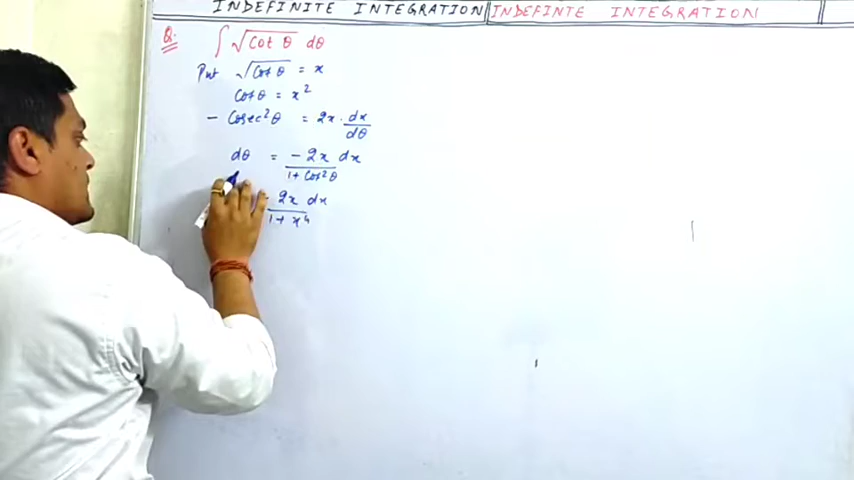 INDEFINITE INTEGRATION INDEFINTE INTEGRATION
Q. ∫ √(cot θ) dθ
Put √(cot θ) = x
cot θ = x²
- cosec²θ = 2x · dx/dθ
dθ = -2x/(1 + cot²θ) dx
2x dx/(1 + x⁴)